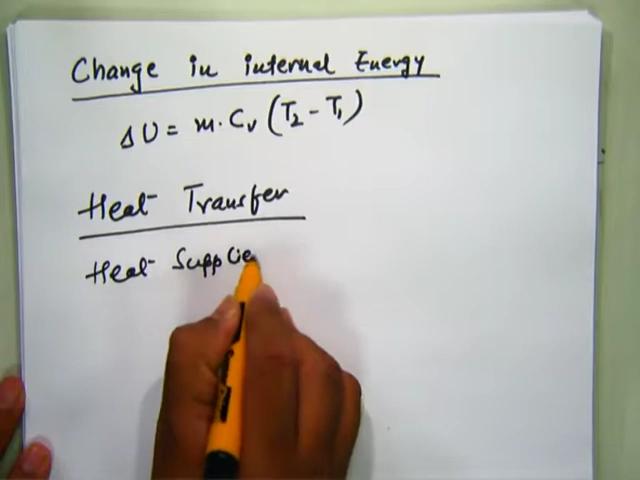 Change in internal Energy
ΔU = m. Cv (T2 - T1)
Heat Transfer
Heat Supplie